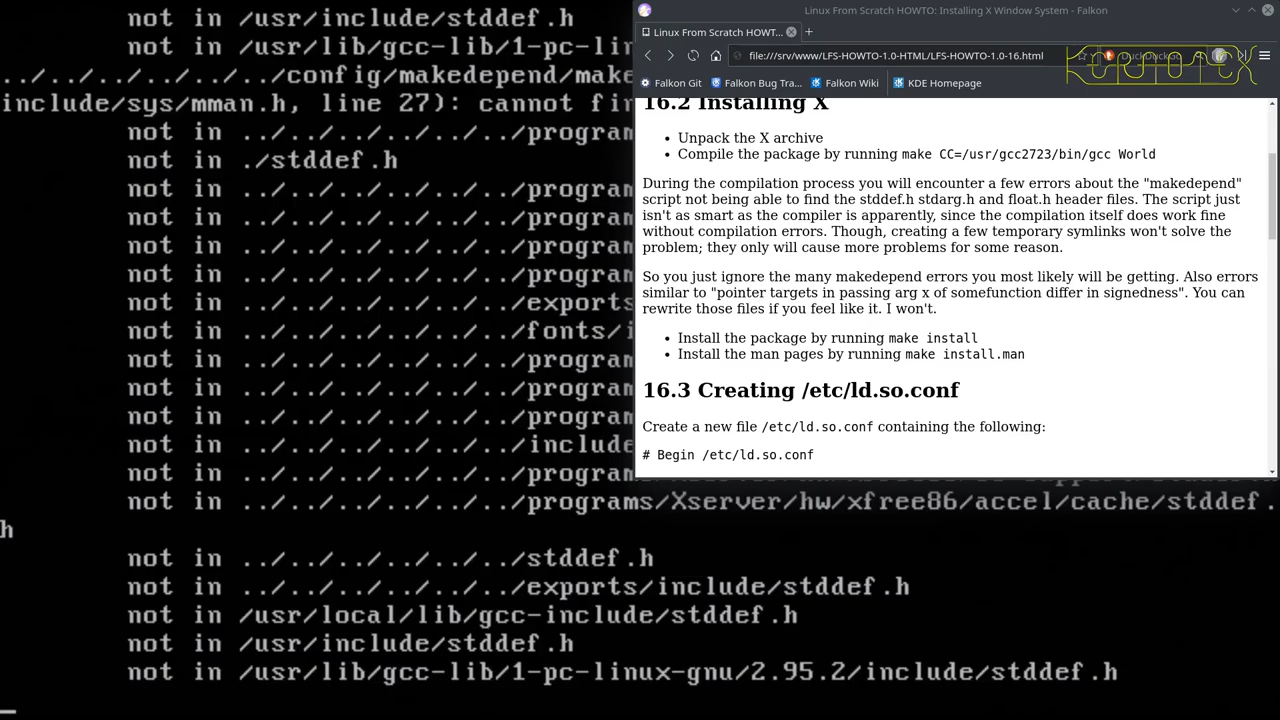 not in /usr/include/stddef.h
not in /usr/lib/gcc-lib/1-pc-li
../../../../../config/makedepend/make
include/sys/mman.h, line 27): cannot fi
not in ../../../../../program
not in ./stddef.h
not in ../../../../../program
not in ../../../../../program
not in ../../../../../program
not in ../../../../../program
not in ../../../../../exports
not in ../../../../../fonts/i
not in ../../../../../program
not in ../../../../../program
not in ../../../../../program
not in ../../../../../include
not in ../../../../../program
not in ../../../../../programs/Xserver/hw/xfree86/accel/cache/stddef.
h
not in ../../../../../stddef.h
not in ../../../../../exports/include/stddef.h
not in /usr/local/lib/gcc-include/stddef.h
not in /usr/include/stddef.h
not in /usr/lib/gcc-lib/1-pc-linux-gnu/2.95.2/include/stddef.h
Linux From Scratch HOWTO: Installing X Window System - Falkon
Linux From Scratch HOWT...
file:///srv/www/LFS-HOWTO-1.0-HTML/LFS-HOWTO-1.0-16.html
Falkon Git Falkon Bug Tra... Falkon Wiki KDE Homepage
16.2 Installing X
• Unpack the X archive
• Compile the package by running make CC=/usr/gcc2723/bin/gcc World
During the compilation process you will encounter a few errors about the "makedepend"
script not being able to find the stddef.h stdarg.h and float.h header files. The script just
isn't as smart as the compiler is apparently, since the compilation itself does work fine
without compilation errors. Though, creating a few temporary symlinks won't solve the
problem; they only will cause more problems for some reason.
So you just ignore the many makedepend errors you most likely will be getting. Also errors
similar to "pointer targets in passing arg x of somefunction differ in signedness". You can
rewrite those files if you feel like it. I won't.
• Install the package by running make install
• Install the man pages by running make install.man
16.3 Creating /etc/ld.so.conf
Create a new file /etc/ld.so.conf containing the following:
# Begin /etc/ld.so.conf